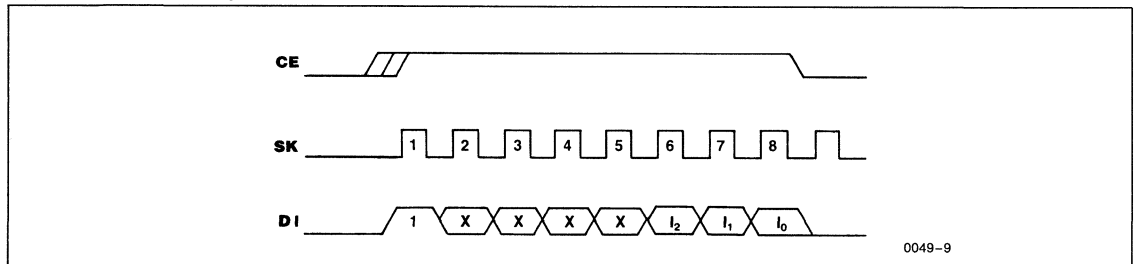 CE
SK 1 2 3 4 5 6 7 8
DI 1 X X X X I₂ I₁ I₀
0049-9